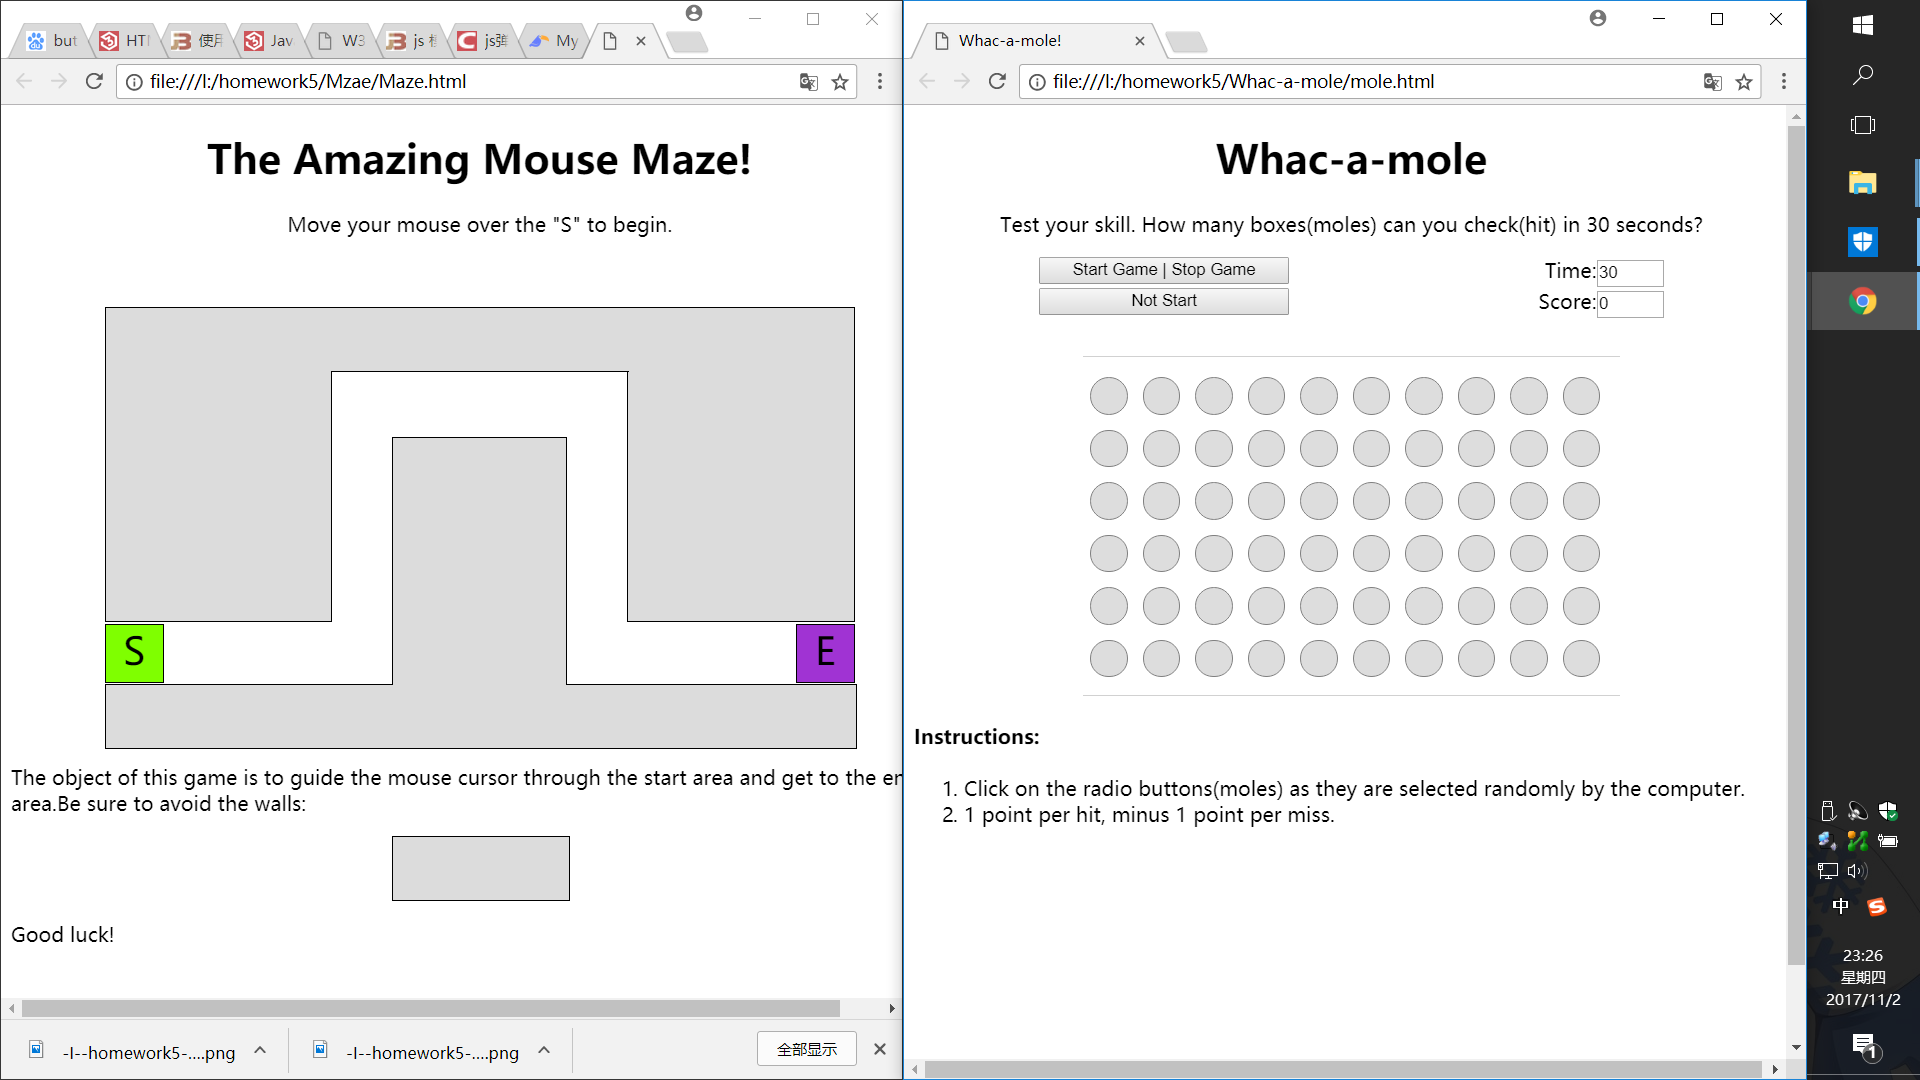 but
HTI
使用
Jav
W3
js
js弹
My
file:///I:/homework5/Mzae/Maze.html
The Amazing Mouse Maze!
Move your mouse over the "S" to begin.
S
E
The object of this game is to guide the mouse cursor through the start area and get to the en
area.Be sure to avoid the walls:
Good luck!
-I--homework5-....png
-I--homework5-....png
全部显示
Whac-a-mole!
file:///I:/homework5/Whac-a-mole/mole.html
Whac-a-mole
Test your skill. How many boxes(moles) can you check(hit) in 30 seconds?
Start Game | Stop Game
Time:30
Not Start
Score:0
Instructions:
1. Click on the radio buttons(moles) as they are selected randomly by the computer.
2. 1 point per hit, minus 1 point per miss.
中
23:26
星期四
2017/11/2
1